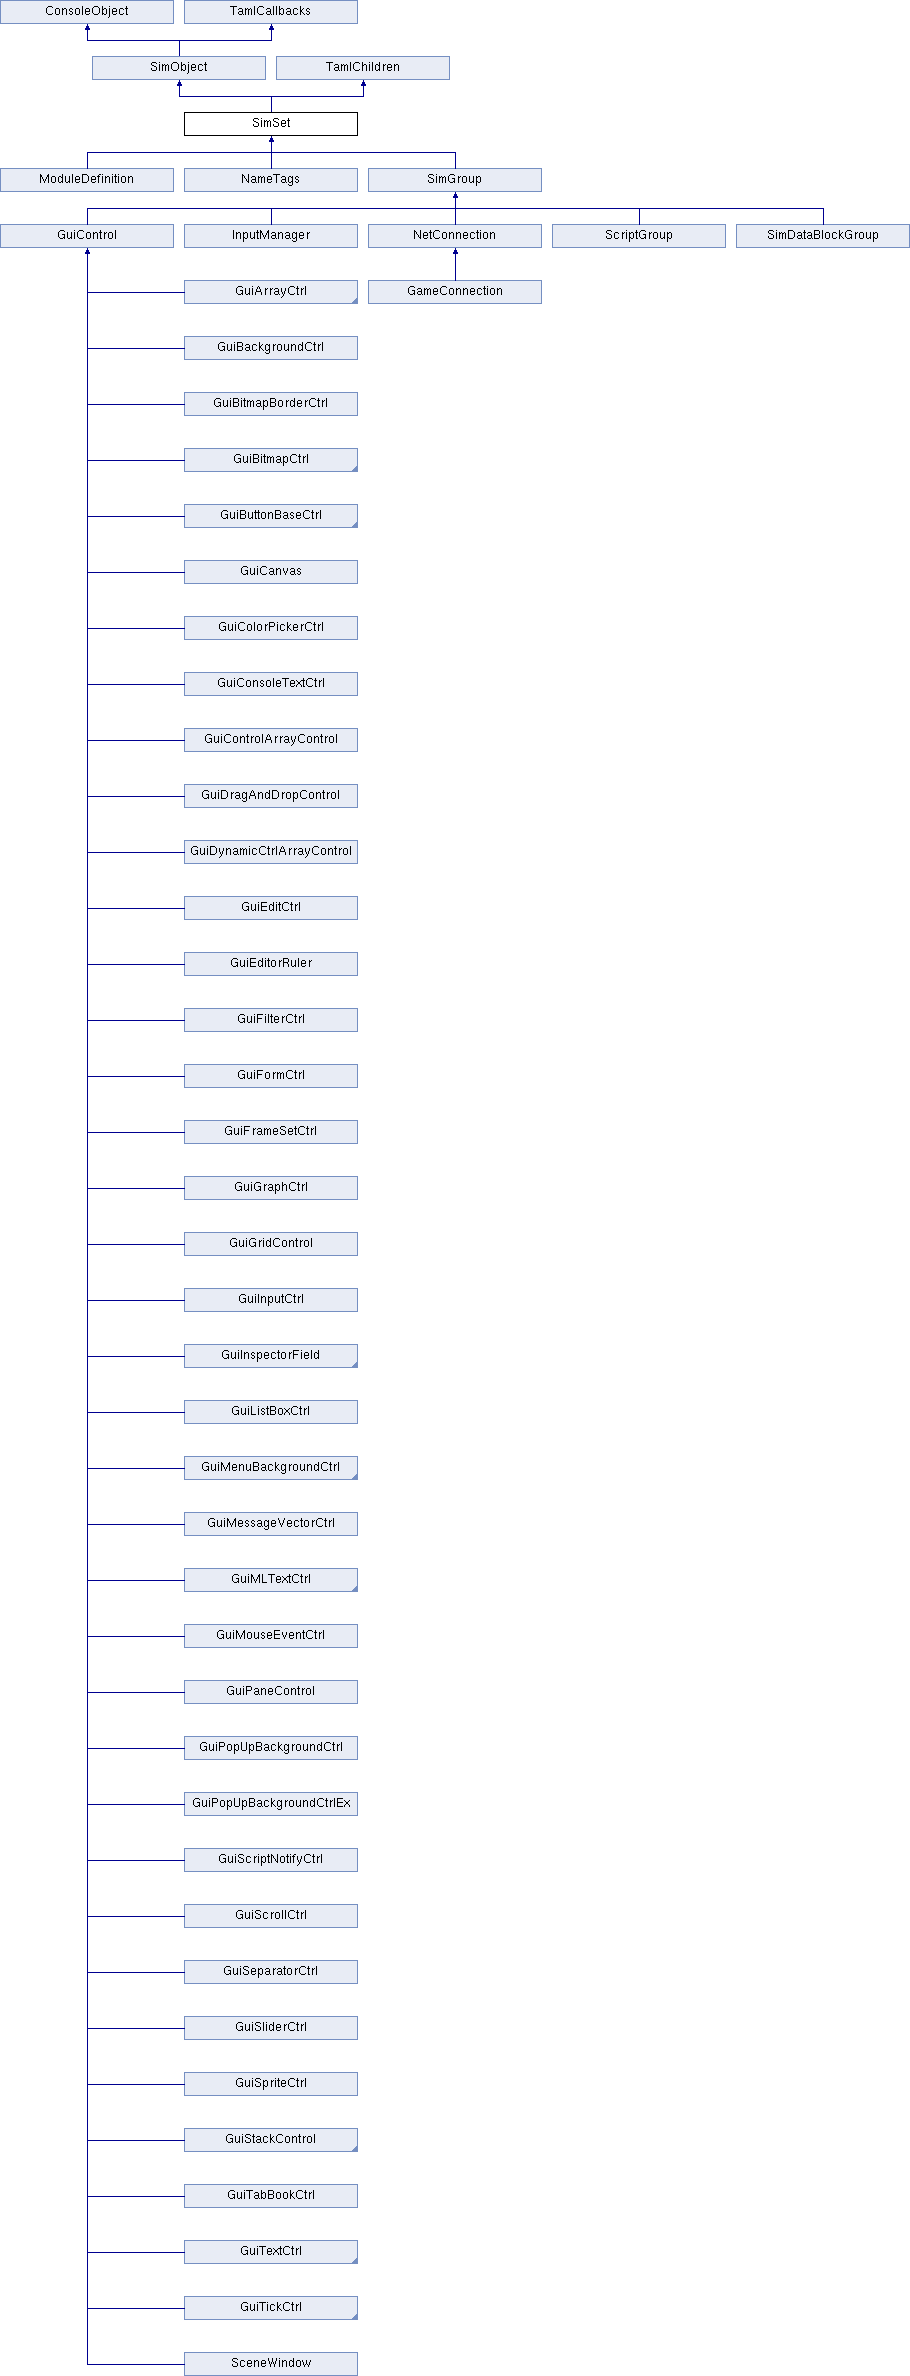 ConsoleObject TamlCallbacks
SimObject TamlChildren
SimSet
ModuleDefinition NameTags SimGroup
GuiControl InputManager NetConnection ScriptGroup SimDataBlockGroup
GuiArrayCtrl GameConnection
GuiBackgroundCtrl
GuiBitmapBorderCtrl
GuiBitmapCtrl
GuiButtonBaseCtrl
GuiCanvas
GuiColorPickerCtrl
GuiConsoleTextCtrl
GuiControlArrayControl
GuiDragAndDropControl
GuiDynamicCtrlArrayControl
GuiEditCtrl
GuiEditorRuler
GuiFilterCtrl
GuiFormCtrl
GuiFrameSetCtrl
GuiGraphCtrl
GuiGridControl
GuiInputCtrl
GuiInspectorField
GuiListBoxCtrl
GuiMenuBackgroundCtrl
GuiMessageVectorCtrl
GuiMLTextCtrl
GuiMouseEventCtrl
GuiPaneControl
GuiPopUpBackgroundCtrl
GuiPopUpBackgroundCtrlEx
GuiScriptNotifyCtrl
GuiScrollCtrl
GuiSeparatorCtrl
GuiSliderCtrl
GuiSpriteCtrl
GuiStackControl
GuiTabBookCtrl
GuiTextCtrl
GuiTickCtrl
SceneWindow